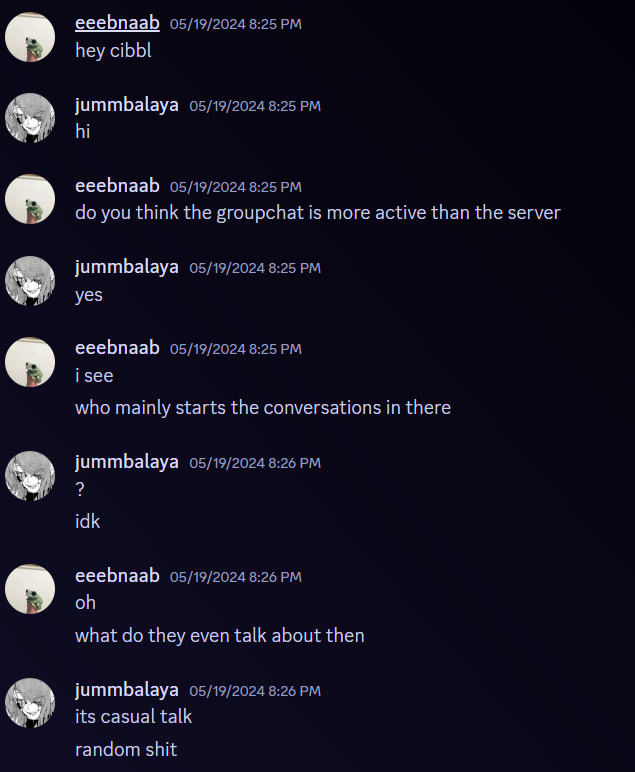 eeebnaab 05/19/2024 8:25 PM
hey cibbl
jummbalaya 05/19/2024 8:25 PM
hi
eeebnaab 05/19/2024 8:25 PM
do you think the groupchat is more active than the server
jummbalaya 05/19/2024 8:25 PM
yes
eeebnaab 05/19/2024 8:25 PM
i see
who mainly starts the conversations in there
jummbalaya 05/19/2024 8:26 PM
?
idk
eeebnaab 05/19/2024 8:26 PM
oh
what do they even talk about then
jummbalaya 05/19/2024 8:26 PM
its casual talk
random shit